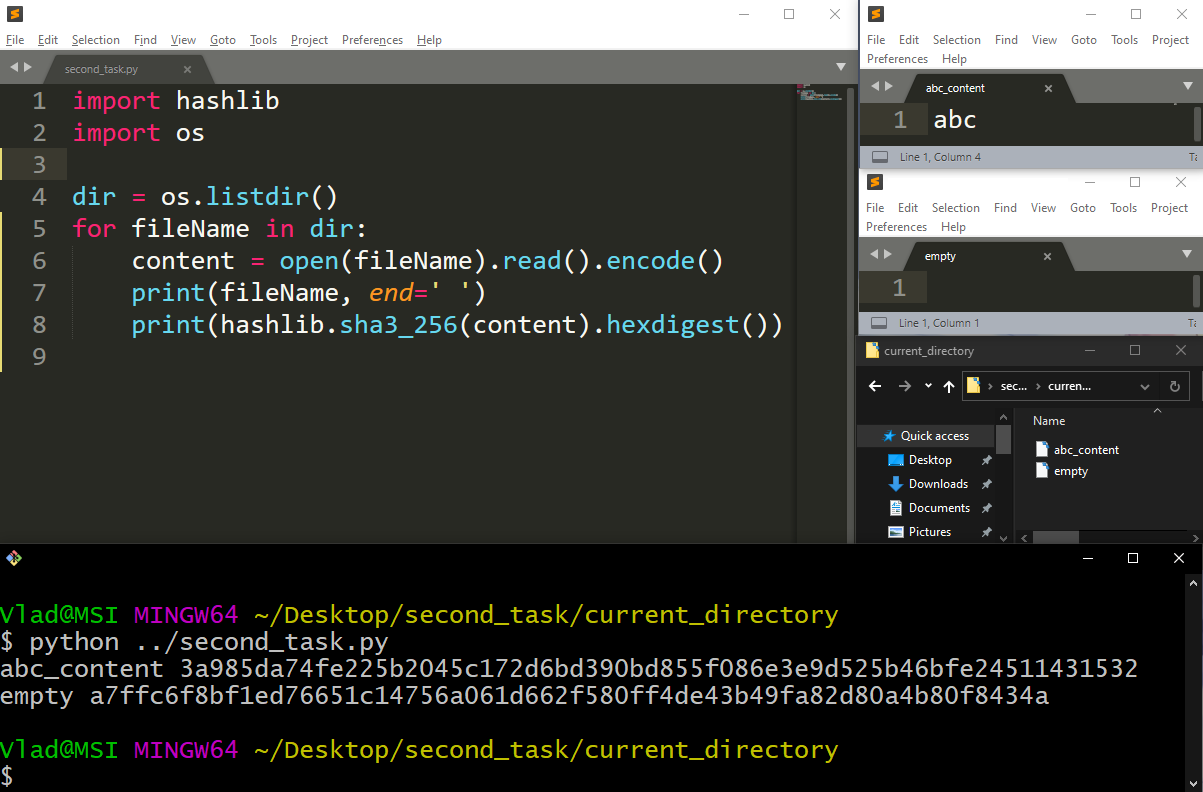 File Edit Selection Find View Goto Tools Project Preferences Help
second_task.py
1 import hashlib
2 import os
3
4 dir = os.listdir()
5 for fileName in dir:
6     content = open(fileName).read().encode()
7     print(fileName, end=' ')
8     print(hashlib.sha3_256(content).hexdigest())
9
File Edit Selection Find View Goto Tools Project
Preferences Help
abc_content
1 abc
Line 1, Column 4
Ta
File Edit Selection Find View Goto Tools Project
Preferences Help
empty
1
Line 1, Column 1
Ta
current_directory
sec... curren...
Quick access
Desktop
Downloads
Documents
Pictures
Name
abc_content
empty
Vlad@MSI MINGW64 ~/Desktop/second_task/current_directory
$ python ../second_task.py
abc_content 3a985da74fe225b2045c172d6bd390bd855f086e3e9d525b46bfe24511431532
empty a7ffc6f8bf1ed76651c14756a061d662f580ff4de43b49fa82d80a4b80f8434a
Vlad@MSI MINGW64 ~/Desktop/second_task/current_directory
$